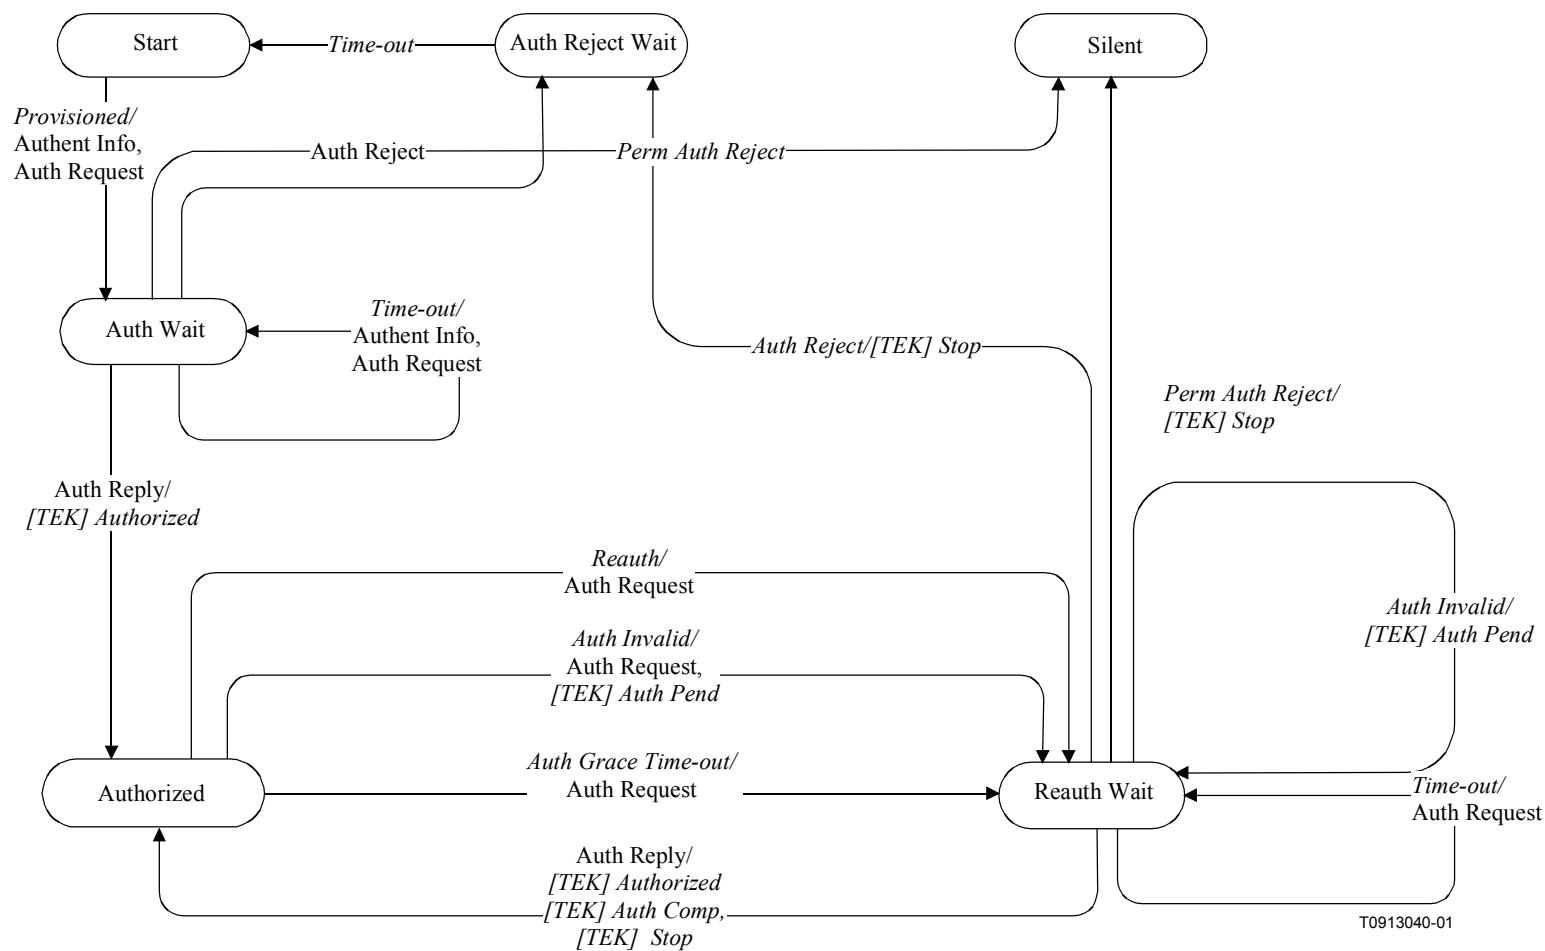 Start
Time-out
Auth Reject Wait
Silent
Provisioned/
Authent Info,
Auth Request
Auth Reject
Perm Auth Reject
Auth Wait
Time-out/
Authent Info,
Auth Request
Auth Reject/[TEK] Stop
Perm Auth Reject/
[TEK] Stop
Auth Reply/
[TEK] Authorized
Reauth/
Auth Request
Auth Invalid/
[TEK] Auth Pend
Auth Invalid/
Auth Request,
[TEK] Auth Pend
Auth Grace Time-out/
Auth Request
Authorized
Reauth Wait
Time-out/
Auth Request
Auth Reply/
[TEK] Authorized
[TEK] Auth Comp,
[TEK] Stop
T0913040-01